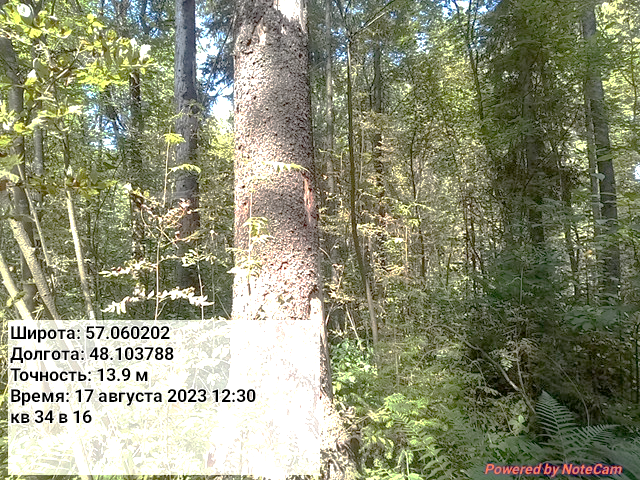 Широта: 57.060202
Долгота: 48.103788
Точность: 13.9 м
Время: 17 августа 2023 12:30
кв 34 в 16
Powered by NoteCam